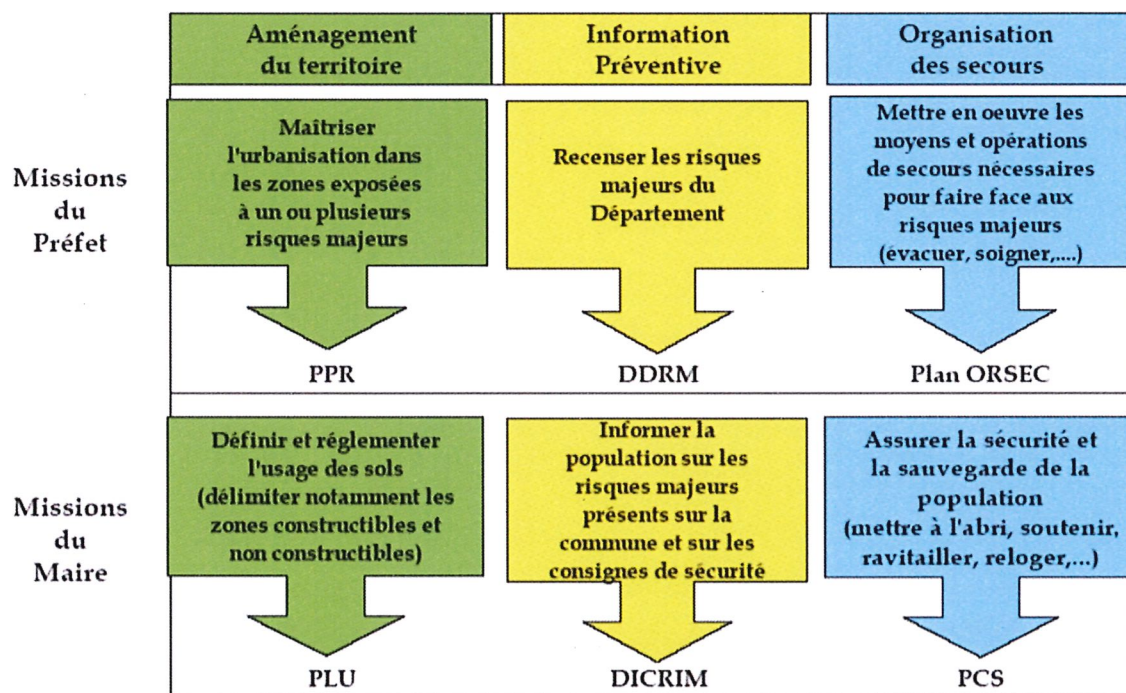 Aménagement
du territoire
Information
Préventive
Organisation
des secours
Missions
du
Préfet
Maîtriser
l'urbanisation dans
les zones exposées
à un ou plusieurs
risques majeurs
Recenser les risques
majeurs du
Département
Mettre en oeuvre les
moyens et opérations
de secours nécessaires
pour faire face aux
risques majeurs
(évacuer, soigner,....)
PPR
DDRM
Plan ORSEC
Missions
du
Maire
Définir et réglementer
l'usage des sols
(délimiter notamment les
zones constructibles et
non constructibles)
Informer la
population sur les
risques majeurs
présents sur la
commune et sur les
consignes de sécurité
Assurer la sécurité et
la sauvegarde de la
population
(mettre à l'abri, soutenir,
ravitailler, reloger,...)
PLU
DICRIM
PCS